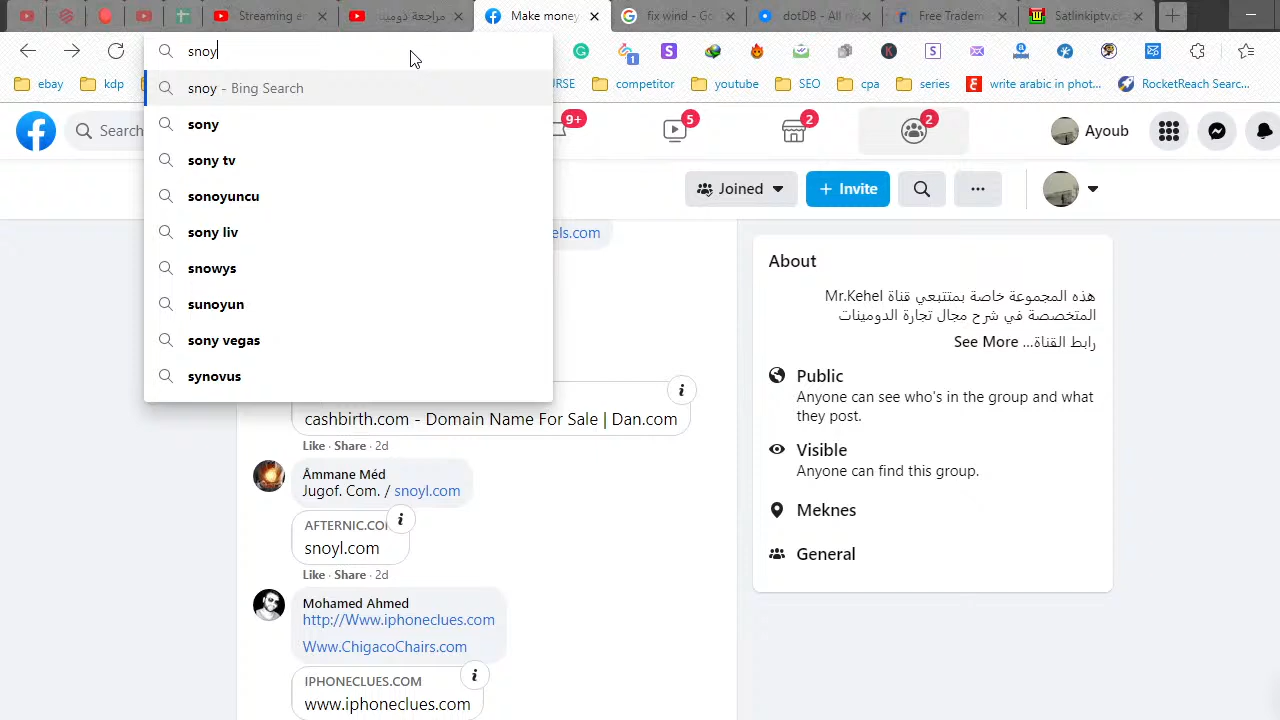 Streaming e
مراجعة دومين
Make money
fix wind - Go
dotDB - All
Free Tradem
Satlinkiptv.c
snoy
1
ebay
kdp
RSE
competitor
youtube
SEO
cpa
series
write arabic in phot...
RocketReach Searc...
snoy - Bing Search
sony
sony tv
sonoyuncu
sony liv
snowys
sunoyun
sony vegas
synovus
Search
9+
5
2
2
Ayoub
Joined
+ Invite
els.com
cashbirth.com - Domain Name For Sale | Dan.com
Like · Share · 2d
Åmmane Méd
Jugof. Com. / snoyl.com
AFTERNIC.CO
snoyl.com
Like · Share · 2d
Mohamed Ahmed
http://Www.iphoneclues.com
Www.ChigacoChairs.com
IPHONECLUES.COM
www.iphoneclues.com
About
هذه المجموعة خاصة بمتتبعي قناة Mr.Kehel
المتخصصة في شرح مجال تجارة الدومينات
رابط القناة... See More
Public
Anyone can see who's in the group and what
they post.
Visible
Anyone can find this group.
Meknes
General